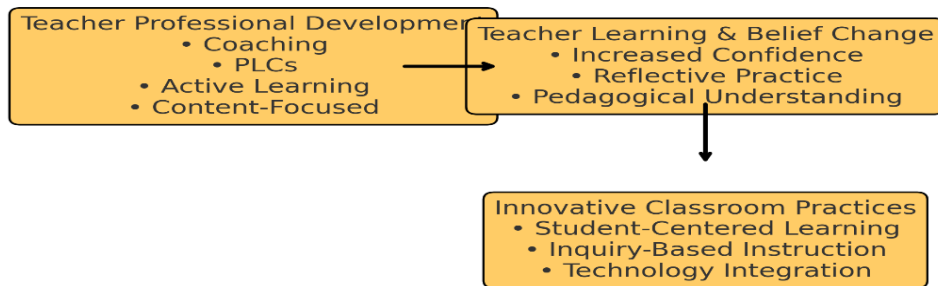 Teacher Professional Development
• Coaching
• PLCs
• Active Learning
• Content-Focused
Teacher Learning & Belief Change
• Increased Confidence
• Reflective Practice
• Pedagogical Understanding
Innovative Classroom Practices
• Student-Centered Learning
• Inquiry-Based Instruction
• Technology Integration